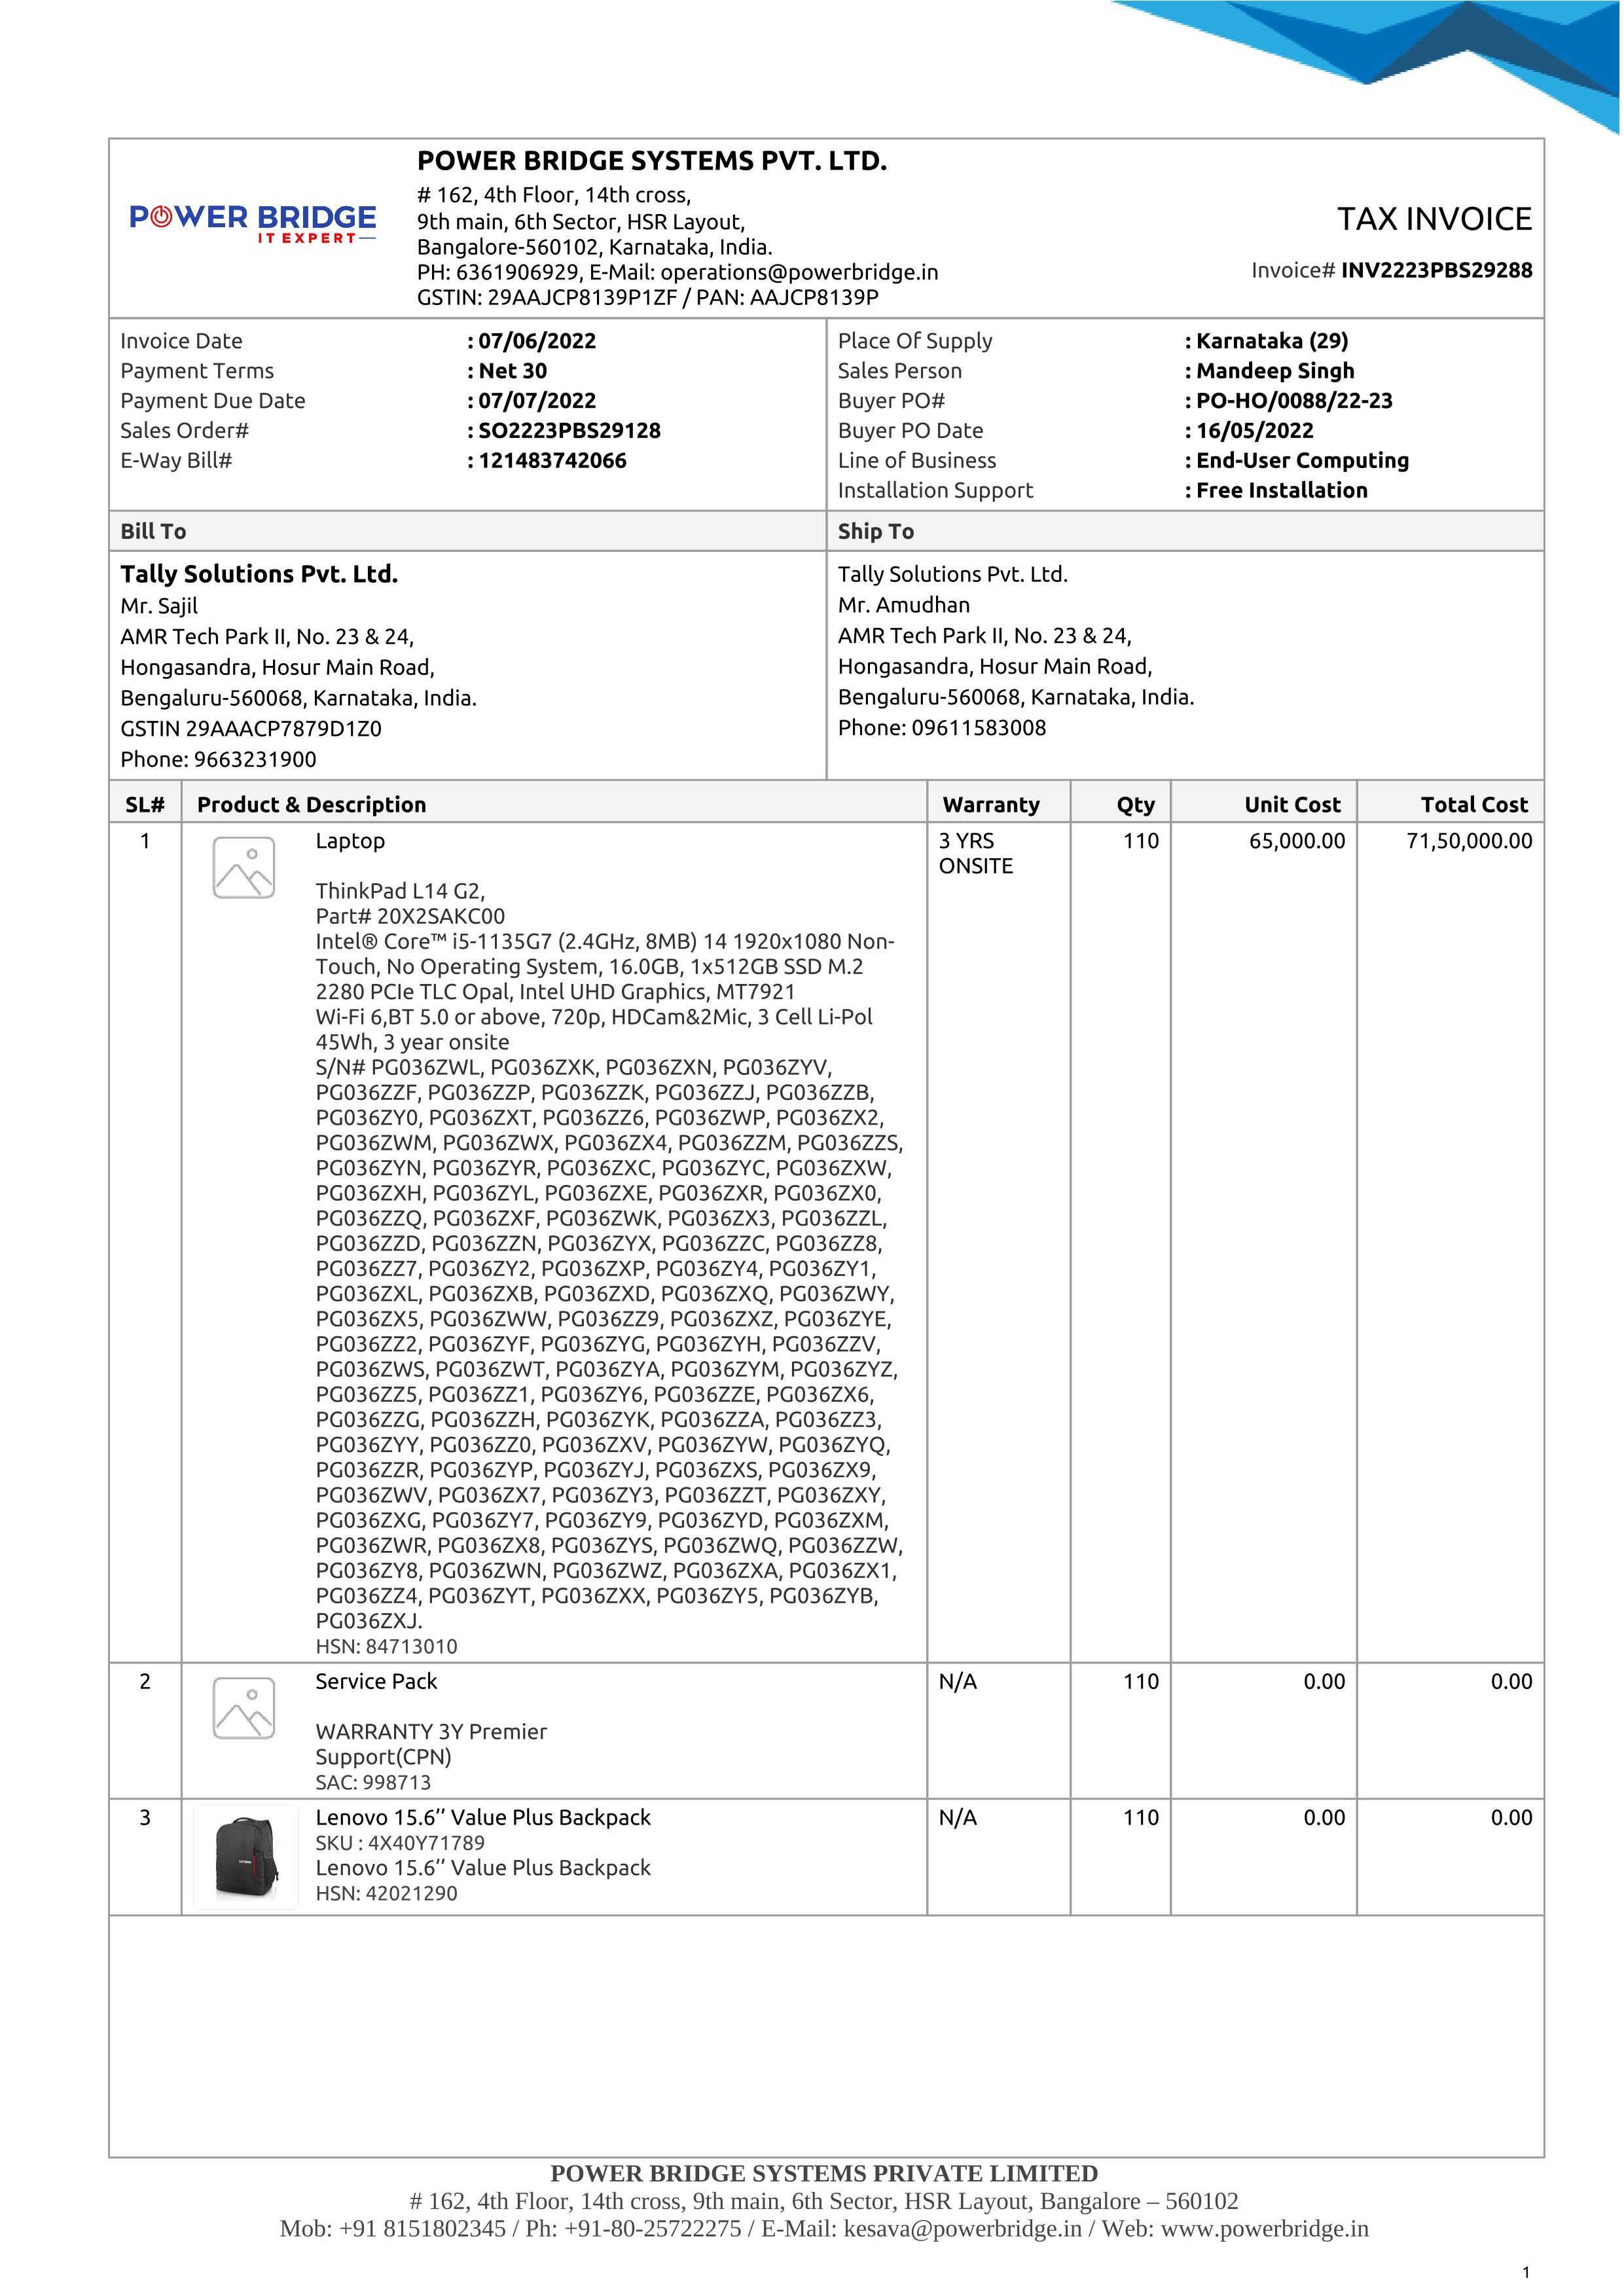 POWER BRIDGE
IT EXPERT
POWER BRIDGE SYSTEMS PVT. LTD.
# 162, 4th Floor, 14th cross,
9th main, 6th Sector, HSR Layout,
Bangalore-560102, Karnataka, India.
PH: 6361906929, E-Mail: operations@powerbridge.in
GSTIN: 29AAJCP8139P1ZF / PAN: AAJCP8139P
TAX INVOICE
Invoice# INV2223PBS29288
Invoice Date : 07/06/2022
Payment Terms : Net 30
Payment Due Date : 07/07/2022
Sales Order# : SO2223PBS29128
E-Way Bill# : 121483742066
Place Of Supply : Karnataka (29)
Sales Person : Mandeep Singh
Buyer PO# : PO-HO/0088/22-23
Buyer PO Date : 16/05/2022
Line of Business : End-User Computing
Installation Support : Free Installation
Bill To
Tally Solutions Pvt. Ltd.
Mr. Sajil
AMR Tech Park II, No. 23 & 24,
Hongasandra, Hosur Main Road,
Bengaluru-560068, Karnataka, India.
GSTIN 29AAACP7879D1Z0
Phone: 9663231900
Ship To
Tally Solutions Pvt. Ltd.
Mr. Amudhan
AMR Tech Park II, No. 23 & 24,
Hongasandra, Hosur Main Road,
Bengaluru-560068, Karnataka, India.
Phone: 09611583008
SL# Product & Description Warranty Qty Unit Cost Total Cost
1 Laptop 3 YRS 110 65,000.00 71,50,000.00
ONSITE
ThinkPad L14 G2,
Part# 20X2SAKC00
Intel® Core™ i5-1135G7 (2.4GHz, 8MB) 14 1920x1080 Non-
Touch, No Operating System, 16.0GB, 1x512GB SSD M.2
2280 PCIe TLC Opal, Intel UHD Graphics, MT7921
Wi-Fi 6,BT 5.0 or above, 720p, HDCam&2Mic, 3 Cell Li-Pol
45Wh, 3 year onsite
S/N# PG036ZWL, PG036ZXK, PG036ZXN, PG036ZYV,
PG036ZZF, PG036ZZP, PG036ZZK, PG036ZZJ, PG036ZZB,
PG036ZY0, PG036ZXT, PG036ZZ6, PG036ZWP, PG036ZX2,
PG036ZWM, PG036ZWX, PG036ZX4, PG036ZZM, PG036ZZS,
PG036ZYN, PG036ZYR, PG036ZXC, PG036ZYC, PG036ZXW,
PG036ZXH, PG036ZYL, PG036ZXE, PG036ZXR, PG036ZX0,
PG036ZZQ, PG036ZXF, PG036ZWK, PG036ZX3, PG036ZZL,
PG036ZZD, PG036ZZN, PG036ZYX, PG036ZZC, PG036ZZ8,
PG036ZZ7, PG036ZY2, PG036ZXP, PG036ZY4, PG036ZY1,
PG036ZXL, PG036ZXB, PG036ZXD, PG036ZXQ, PG036ZWY,
PG036ZX5, PG036ZWW, PG036ZZ9, PG036ZXZ, PG036ZYE,
PG036ZZ2, PG036ZYF, PG036ZYG, PG036ZYH, PG036ZZV,
PG036ZWS, PG036ZWT, PG036ZYA, PG036ZYM, PG036ZYZ,
PG036ZZ5, PG036ZZ1, PG036ZY6, PG036ZZE, PG036ZX6,
PG036ZZG, PG036ZZH, PG036ZYK, PG036ZZA, PG036ZZ3,
PG036ZYY, PG036ZZ0, PG036ZXV, PG036ZYW, PG036ZYQ,
PG036ZZR, PG036ZYP, PG036ZYJ, PG036ZXS, PG036ZX9,
PG036ZWV, PG036ZX7, PG036ZY3, PG036ZZT, PG036ZXY,
PG036ZXG, PG036ZY7, PG036ZY9, PG036ZYD, PG036ZXM,
PG036ZWR, PG036ZX8, PG036ZYS, PG036ZWQ, PG036ZZW,
PG036ZY8, PG036ZWN, PG036ZWZ, PG036ZXA, PG036ZX1,
PG036ZZ4, PG036ZYT, PG036ZXX, PG036ZY5, PG036ZYB,
PG036ZXJ.
HSN: 84713010
2 Service Pack N/A 110 0.00 0.00
WARRANTY 3Y Premier
Support(CPN)
SAC: 998713
3 Lenovo 15.6’’ Value Plus Backpack N/A 110 0.00 0.00
SKU : 4X40Y71789
Lenovo 15.6’’ Value Plus Backpack
HSN: 42021290
POWER BRIDGE SYSTEMS PRIVATE LIMITED
# 162, 4th Floor, 14th cross, 9th main, 6th Sector, HSR Layout, Bangalore – 560102
Mob: +91 8151802345 / Ph: +91-80-25722275 / E-Mail: kesava@powerbridge.in / Web: www.powerbridge.in
1